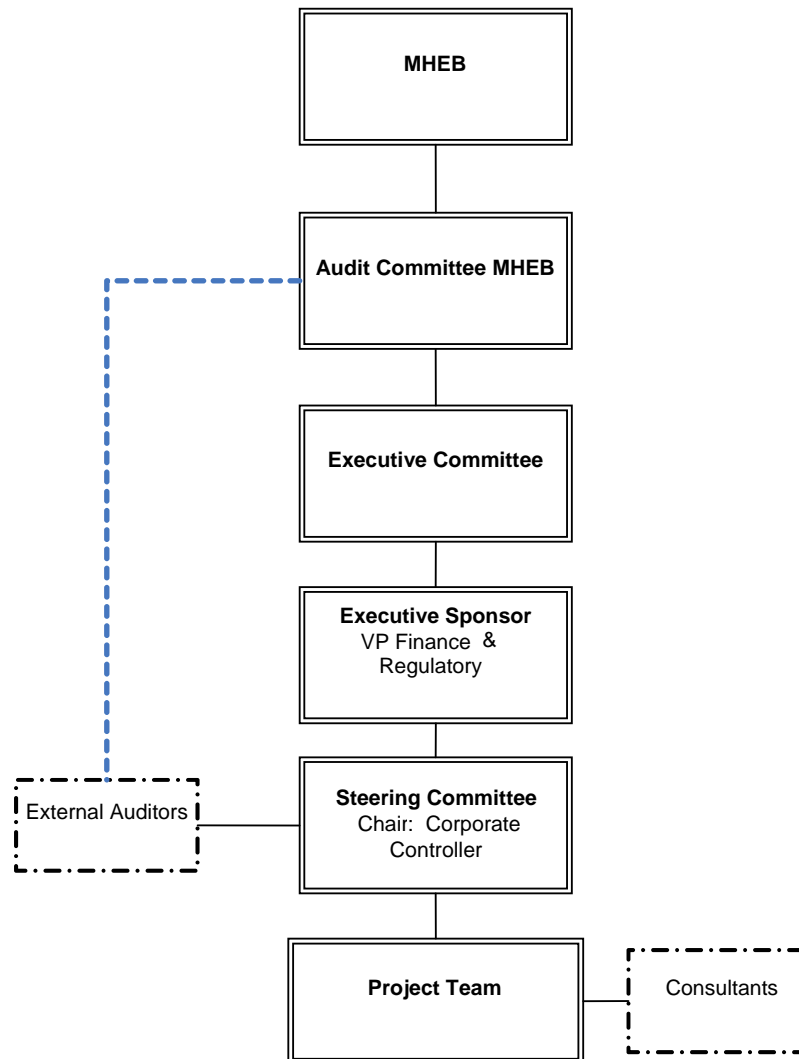 MHEB
Audit Committee MHEB
Executive Committee
Executive Sponsor
VP Finance & 
Regulatory
External Auditors
Steering Committee
Chair: Corporate
Controller
Project Team
Consultants